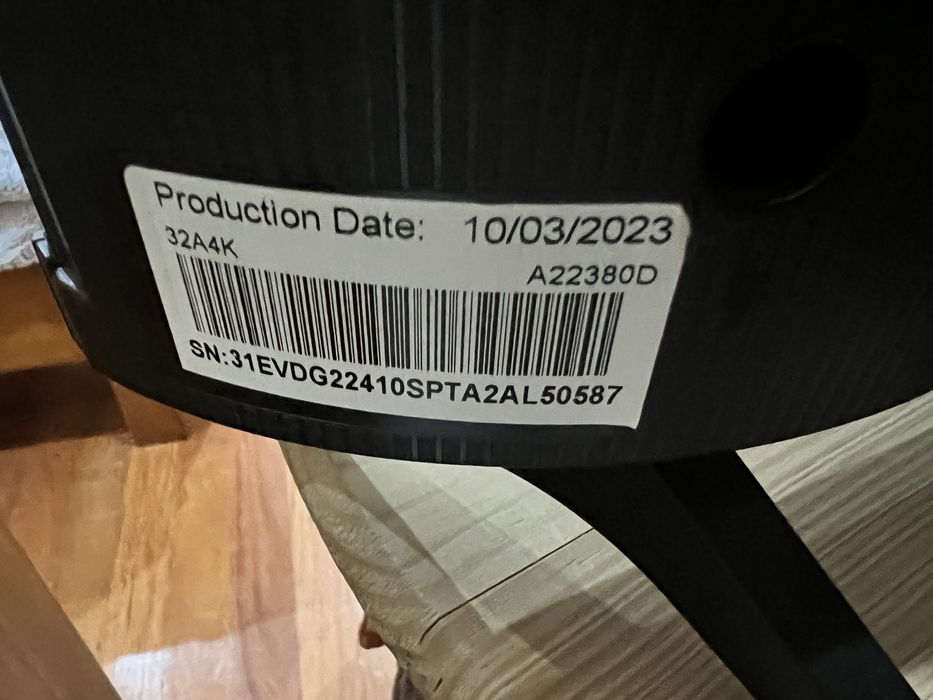 Production Date: 10/03/2023
32A4K
A22380D
SN:31EVDG22410SPTA2AL50587